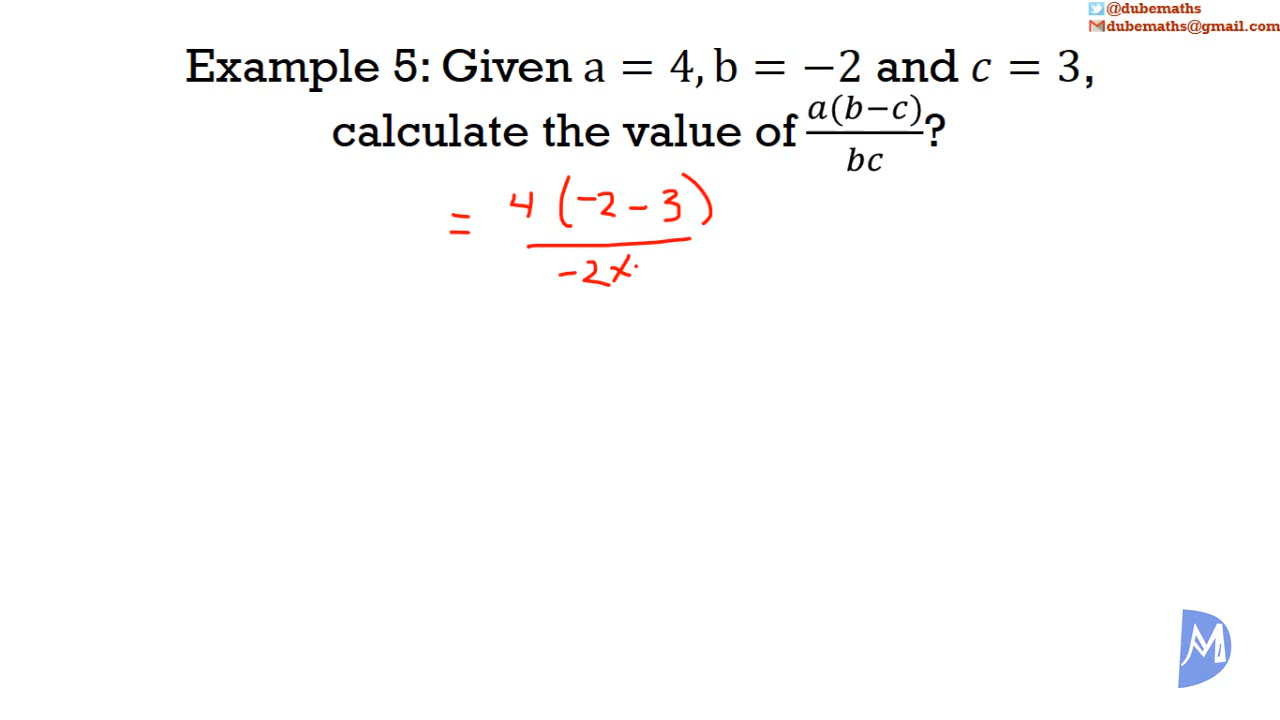 @dubemaths
dubemaths@gmail.com
Example 5: Given a = 4, b = −2 and c = 3,
calculate the value of a(b−c)/bc?
= 4 (-2 - 3)
-2×
DM